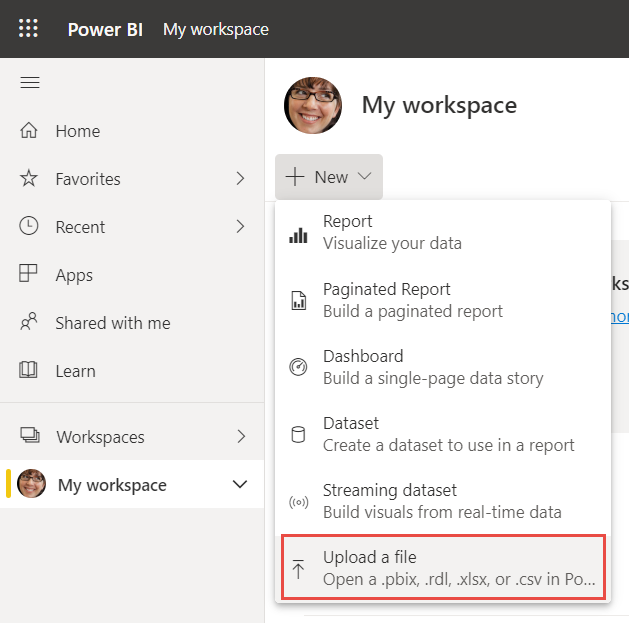 Power BI My workspace
Home
Favorites
Recent
Apps
Shared with me
Learn
Workspaces
My workspace
My workspace
New
Report
Visualize your data
Paginated Report
Build a paginated report
Dashboard
Build a single-page data story
Dataset
Create a dataset to use in a report
Streaming dataset
Build visuals from real-time data
Upload a file
Open a .pbix, .rdl, .xlsx, or .csv in Po...